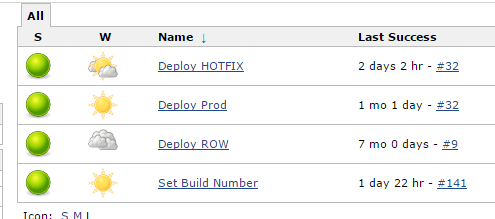 All
S W Name ↓ Last Success
Deploy HOTFIX 2 days 2 hr - #32
Deploy Prod 1 mo 1 day - #32
Deploy ROW 7 mo 0 days - #9
Set Build Number 1 day 22 hr - #141
Icon: S M L